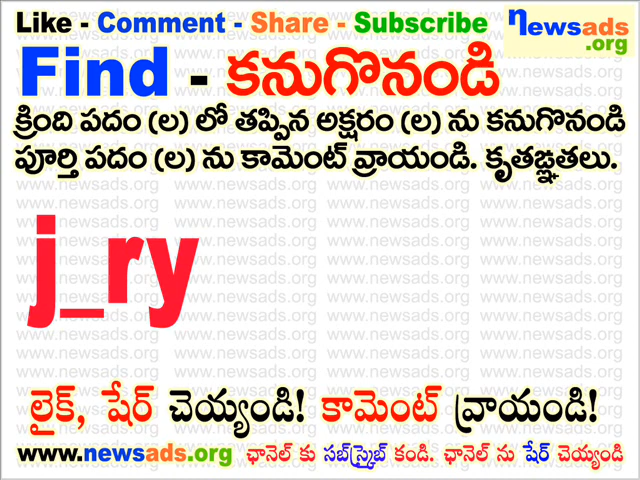 Like - Comment - Share - Subscribe
newsads
.org
Find - కనుగొనండి
క్రింది పదం (ల) లో తప్పిన అక్షరం (ల) ను కనుగొనండి
పూర్తి పదం (ల) ను కామెంట్ వ్రాయండి. కృతఙ్ఞతలు.
j_ry
లైక్, షేర్ చెయ్యండి! కామెంట్ వ్రాయండి!
www.newsads.org ఛానెల్ కు సబ్‌స్క్రైబ్ కండి. ఛానెల్ ను షేర్ చెయ్యండి